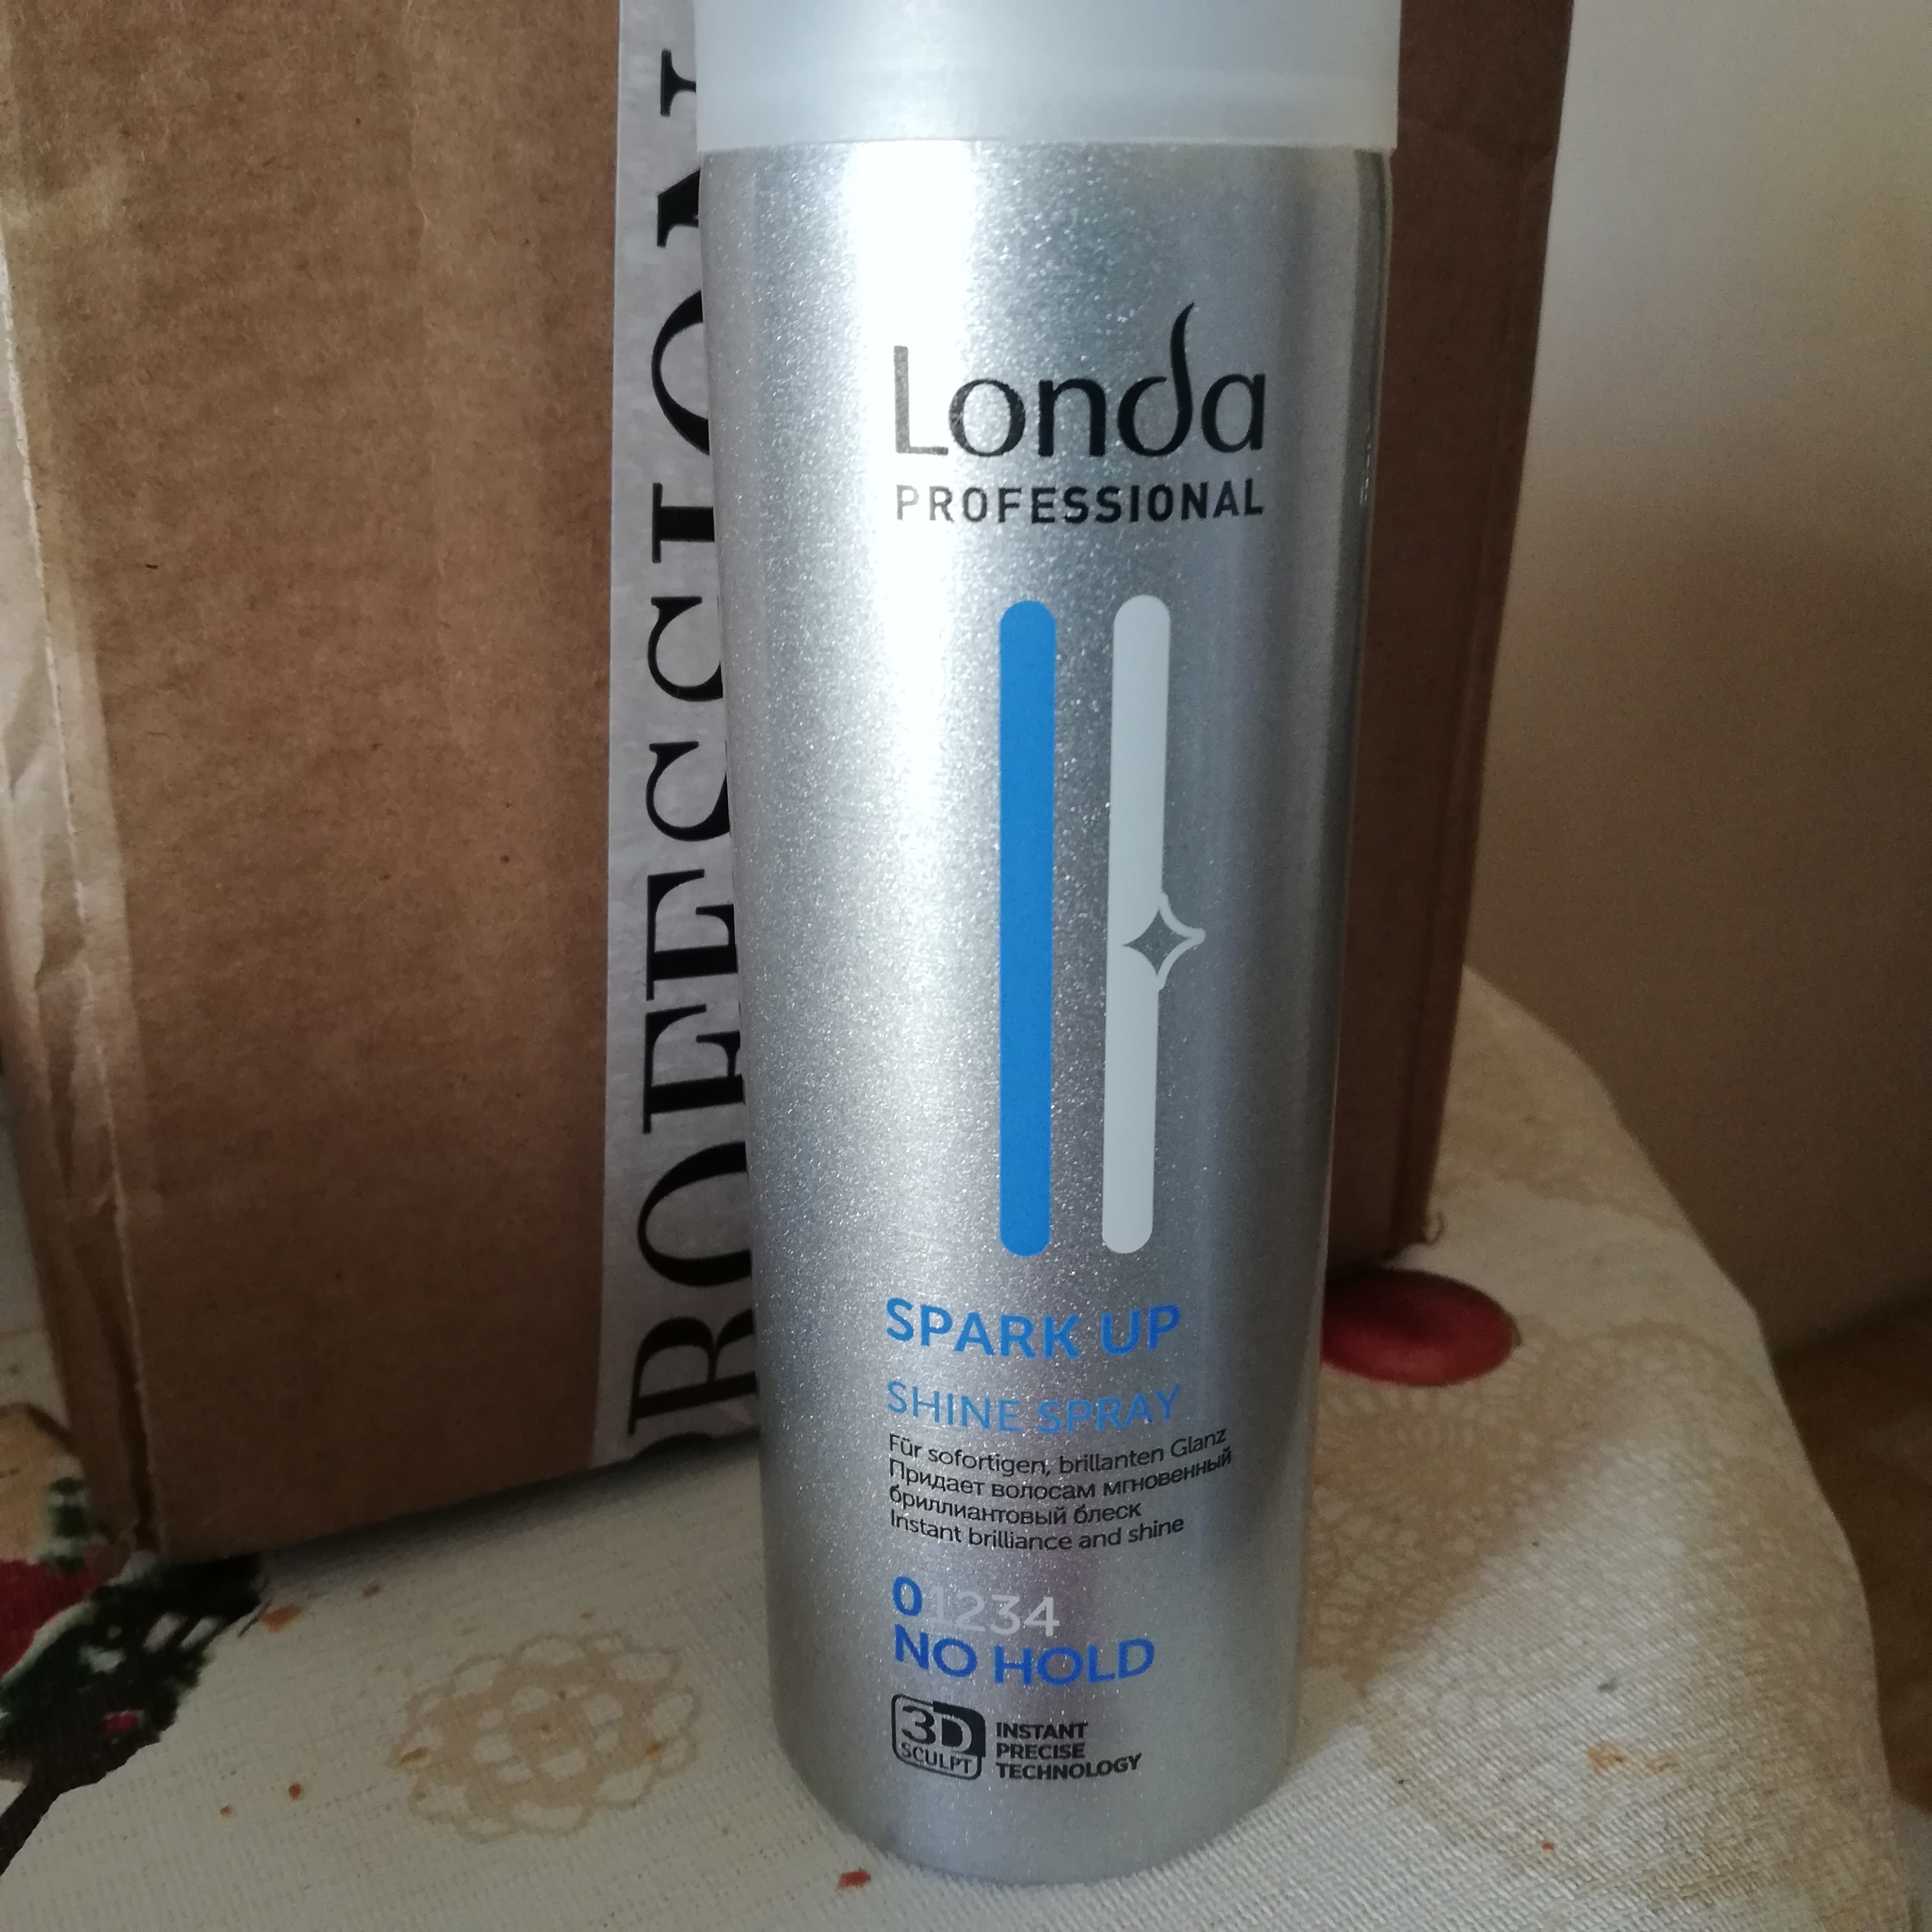 Londa
PROFESSIONAL
SPARK UP
SHINE SPRAY
Für sofortigen, brillanten Glanz
Придает волосам мгновенный
бриллиантовый блеск
Instant brilliance and shine
01234
NO HOLD
3D
SCULPT
INSTANT
PRECISE
TECHNOLOGY